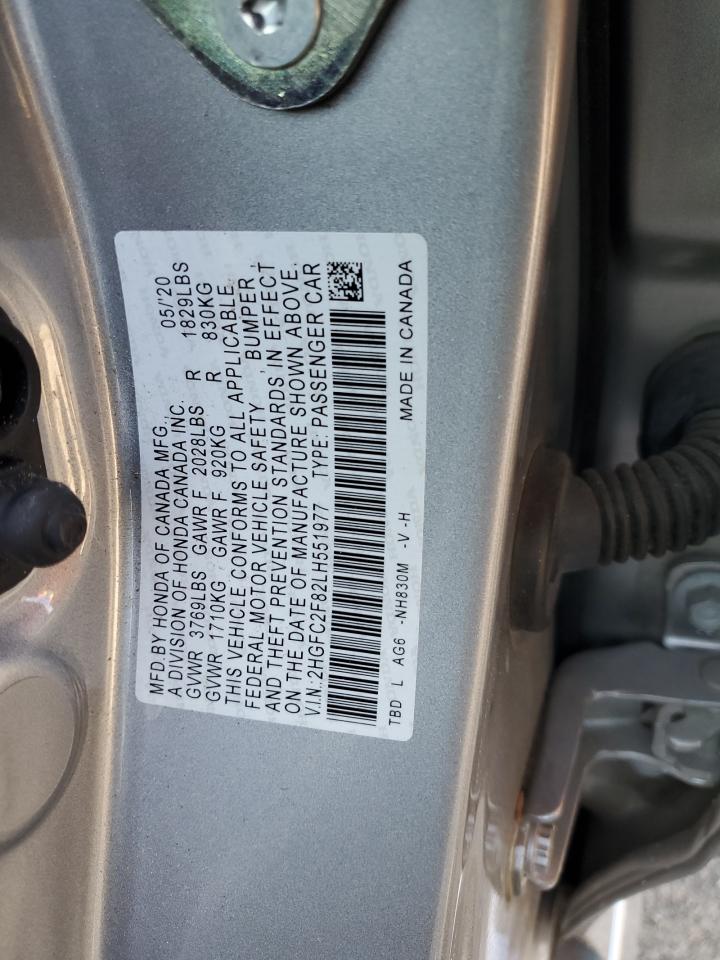 MFD.BY HONDA OF CANADA MFG., 05/'20
A DIVISION OF HONDA CANADA INC.
GVWR 3769LBS GAWR F 2028LBS R 1829LBS
GVWR 1710KG GAWR F 920KG R 830KG
THIS VEHICLE CONFORMS TO ALL APPLICABLE
FEDERAL MOTOR VEHICLE SAFETY , BUMPER ,
AND THEFT PREVENTION STANDARDS IN EFFECT
ON THE DATE OF MANUFACTURE SHOWN ABOVE.
V.I.N.:2HGFC2F82LH551977 TYPE: PASSENGER CAR
TBD L AG6 -NH830M -V -H MADE IN CANADA